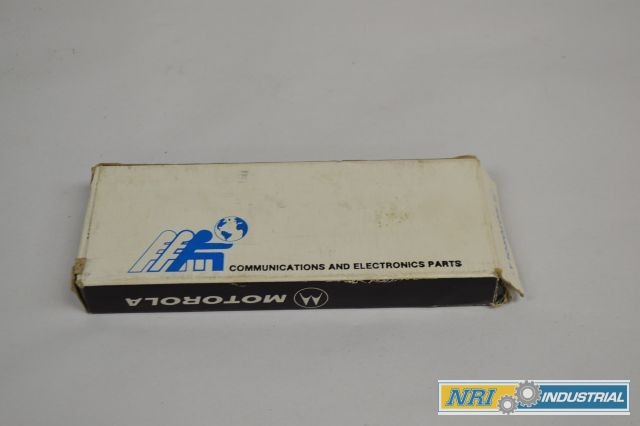 COMMUNICATIONS AND ELECTRONICS PARTS
MOTOROLA
NRI INDUSTRIAL